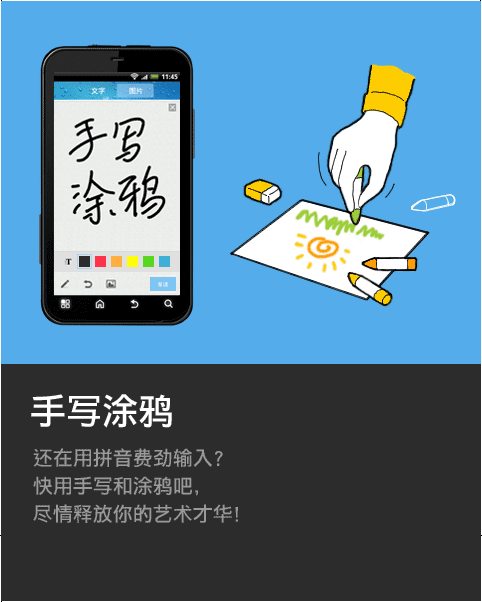 11:45
文字 图片
手写
涂鸦
T
发送
手写涂鸦
还在用拼音费劲输入?
快用手写和涂鸦吧,
尽情释放你的艺术才华!